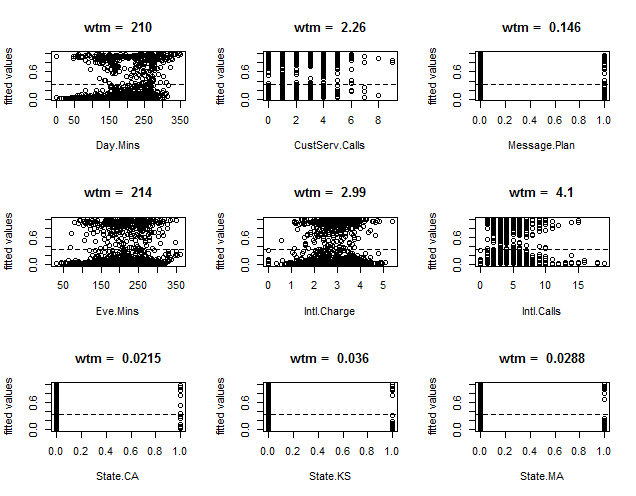 wtm = 210
wtm = 2.26
wtm = 0.146
fitted values
0.0 0.6
0 50 150 250 350
Day.Mins
fitted values
0.0 0.6
0 2 4 6 8
CustServ.Calls
fitted values
0.0 0.6
0.0 0.2 0.4 0.6 0.8 1.0
Message.Plan
wtm = 214
wtm = 2.99
wtm = 4.1
fitted values
0.0 0.6
50 150 250 350
Eve.Mins
fitted values
0.0 0.6
0 1 2 3 4 5
Intl.Charge
fitted values
0.0 0.6
0 5 10 15
Intl.Calls
wtm = 0.0215
wtm = 0.036
wtm = 0.0288
fitted values
0.0 0.6
0.0 0.2 0.4 0.6 0.8 1.0
State.CA
fitted values
0.0 0.6
0.0 0.2 0.4 0.6 0.8 1.0
State.KS
fitted values
0.0 0.6
0.0 0.2 0.4 0.6 0.8 1.0
State.MA